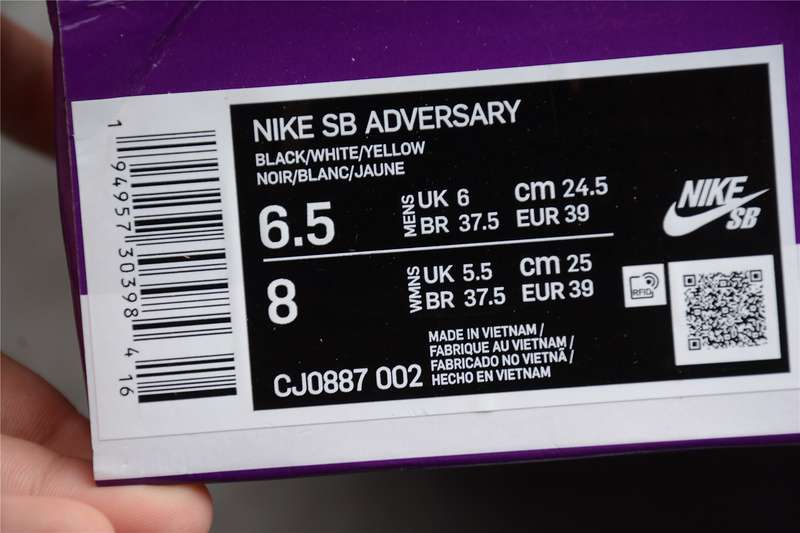 NIKE SB ADVERSARY
BLACK/WHITE/YELLOW
NOIR/BLANC/JAUNE
6.5 MENS UK 6 cm 24.5
BR 37.5 EUR 39
8 WMNS UK 5.5 cm 25
BR 37.5 EUR 39
MADE IN VIETNAM /
FABRIQUE AU VIETNAM /
FABRICADO NO VIETNÃ /
HECHO EN VIETNAM
CJ0887 002
NIKE
SB
RFID
1 94957 30398 4 16